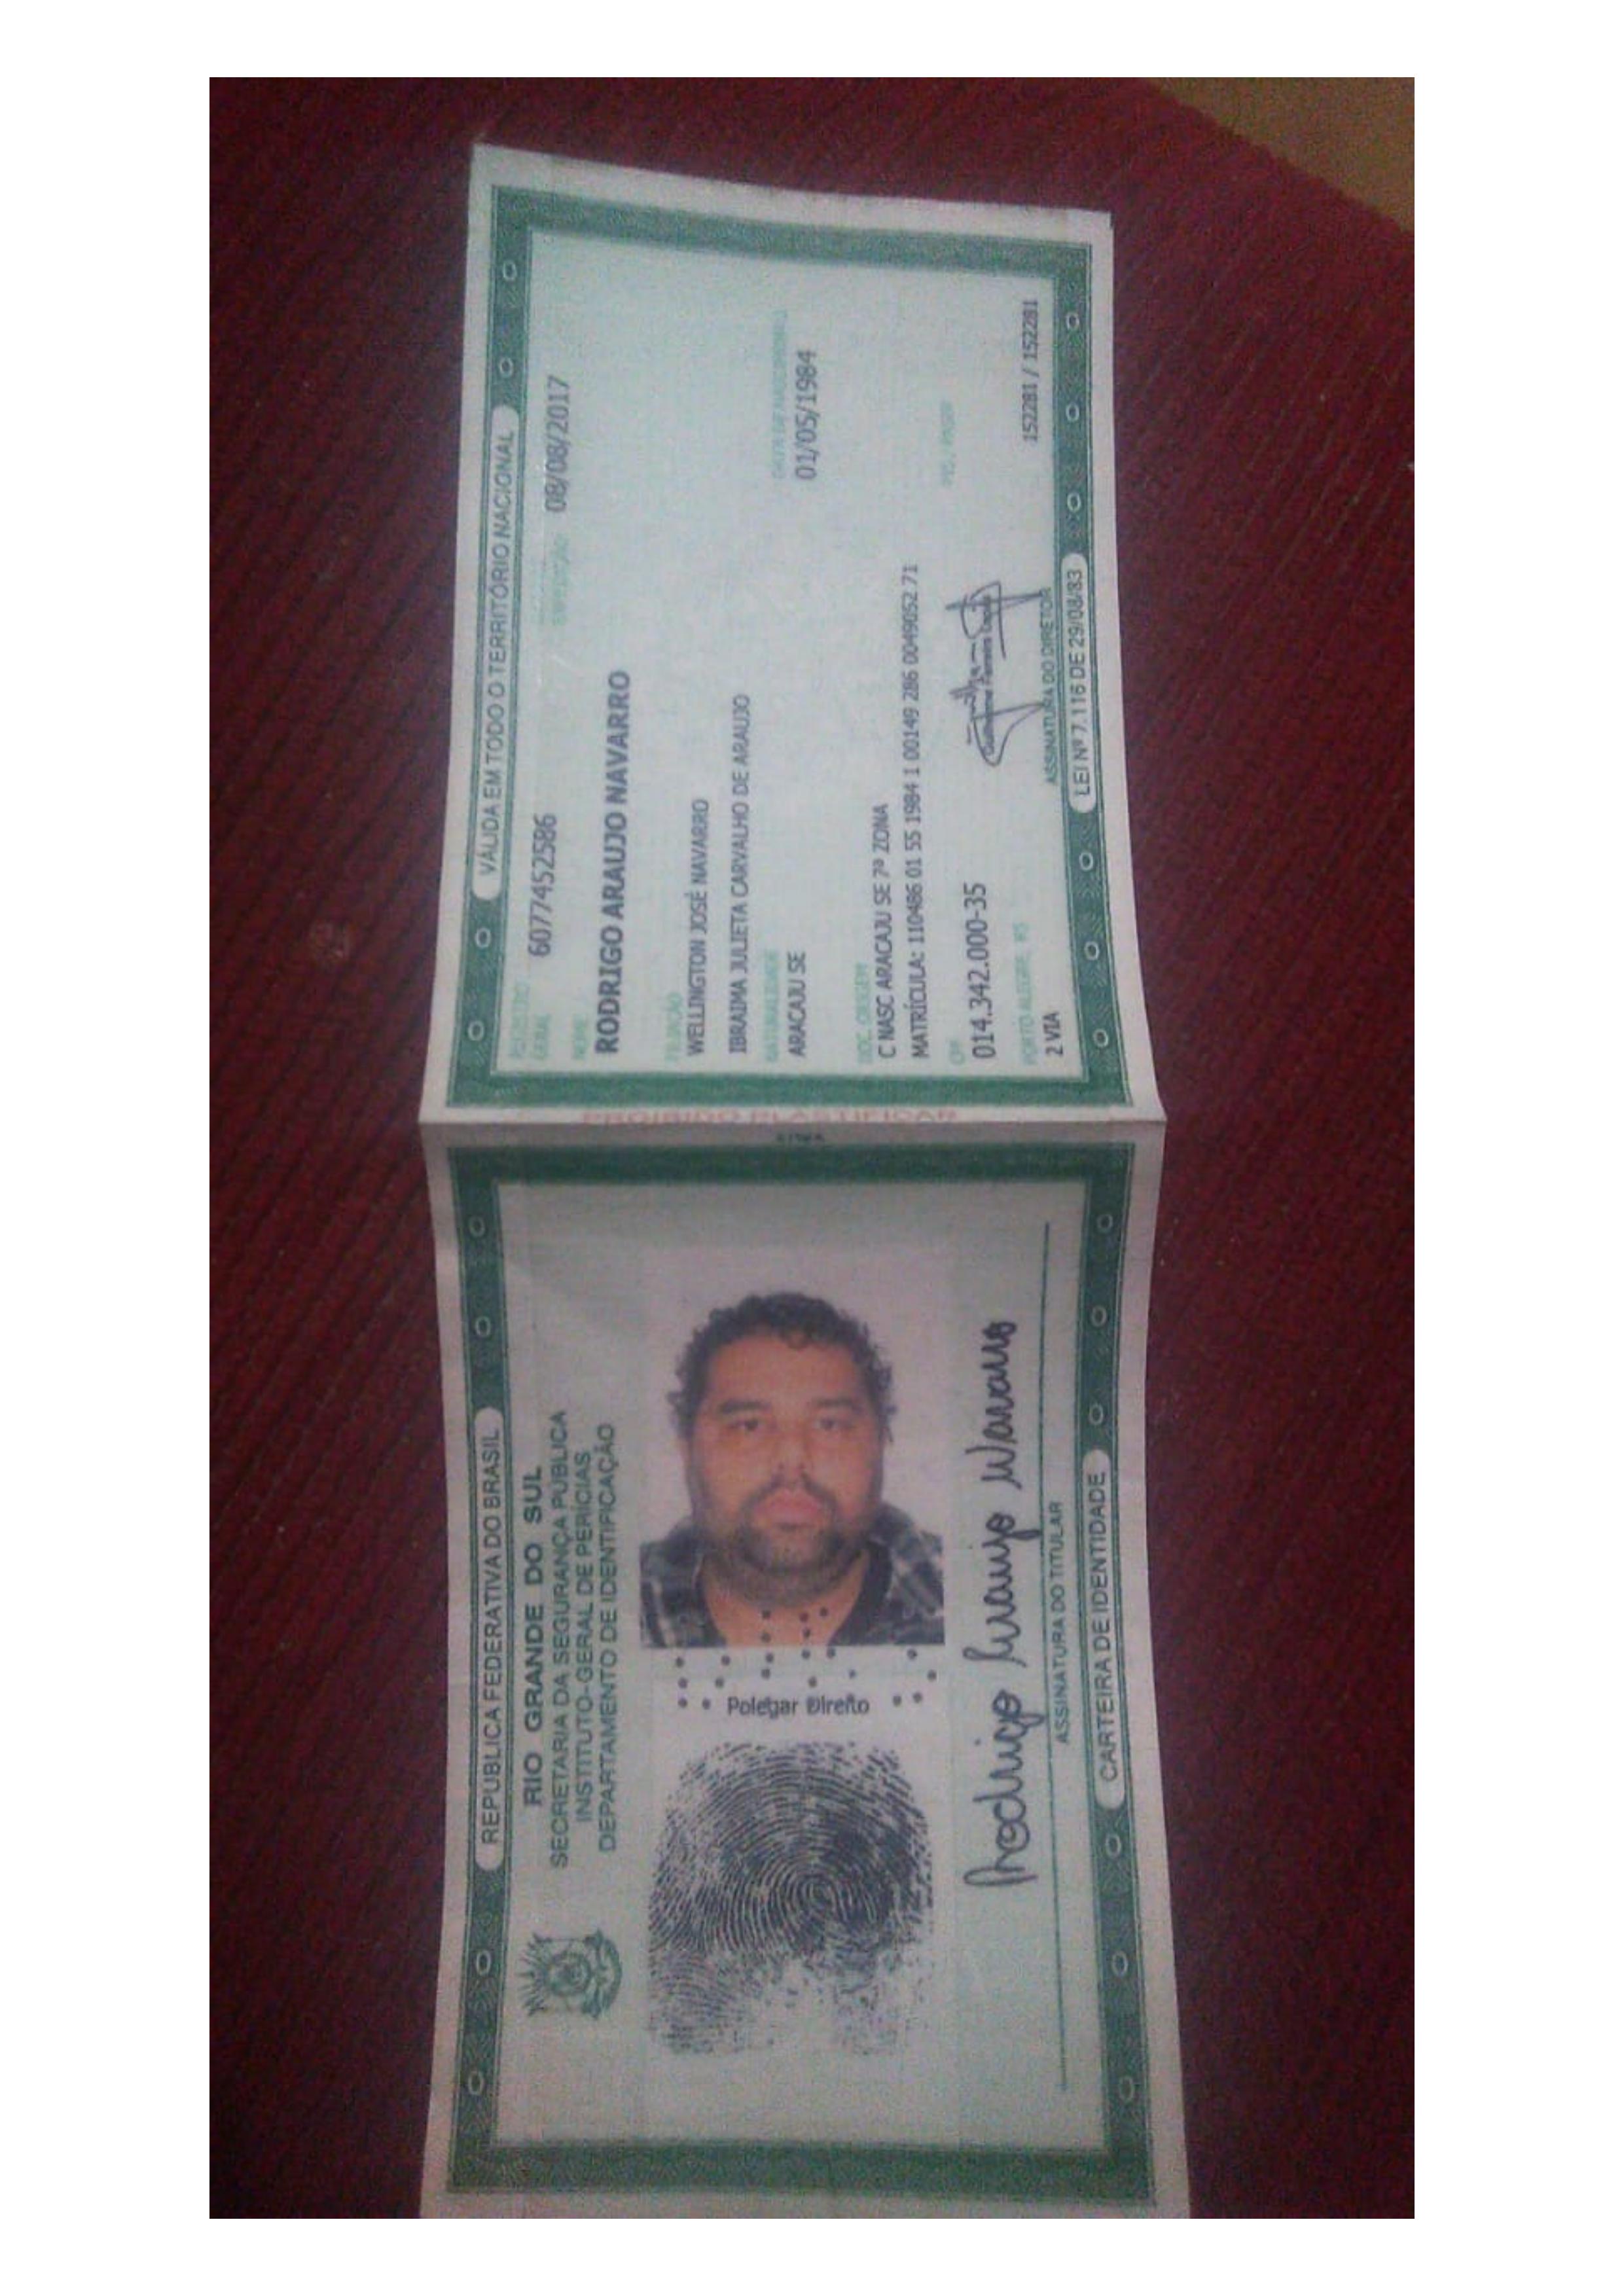 REPÚBLICA FEDERATIVA DO BRASIL
RIO GRANDE DO SUL
SECRETARIA DA SEGURANÇA PÚBLICA
INSTITUTO-GERAL DE PERÍCIAS
DEPARTAMENTO DE IDENTIFICAÇÃO
Polegar Direito
Rodrigo Araujo Navarro
ASSINATURA DO TITULAR
CARTEIRA DE IDENTIDADE
PROIBIDO PLASTIFICAR
VÁLIDA EM TODO O TERRITÓRIO NACIONAL
REGISTRO GERAL 6077452586 EXPEDIÇÃO 08/08/2017
NOME
RODRIGO ARAUJO NAVARRO
FILIAÇÃO
WELLINGTON JOSÉ NAVARRO
IBRAIMA JULIETA CARVALHO DE ARAUJO
NATURALIDADE DATA DE NASCIMENTO
ARACAJU SE 01/05/1984
DOC. ORIGEM
C NASC ARACAJU SE 7ª ZONA
MATRÍCULA: 110486 01 55 1984 1 00149 286 0049052 71
CPF
014.342.000-35
PORTO ALEGRE, RS
2 VIA 152281 / 152281
ASSINATURA DO DIRETOR
LEI Nº 7.116 DE 29/08/83